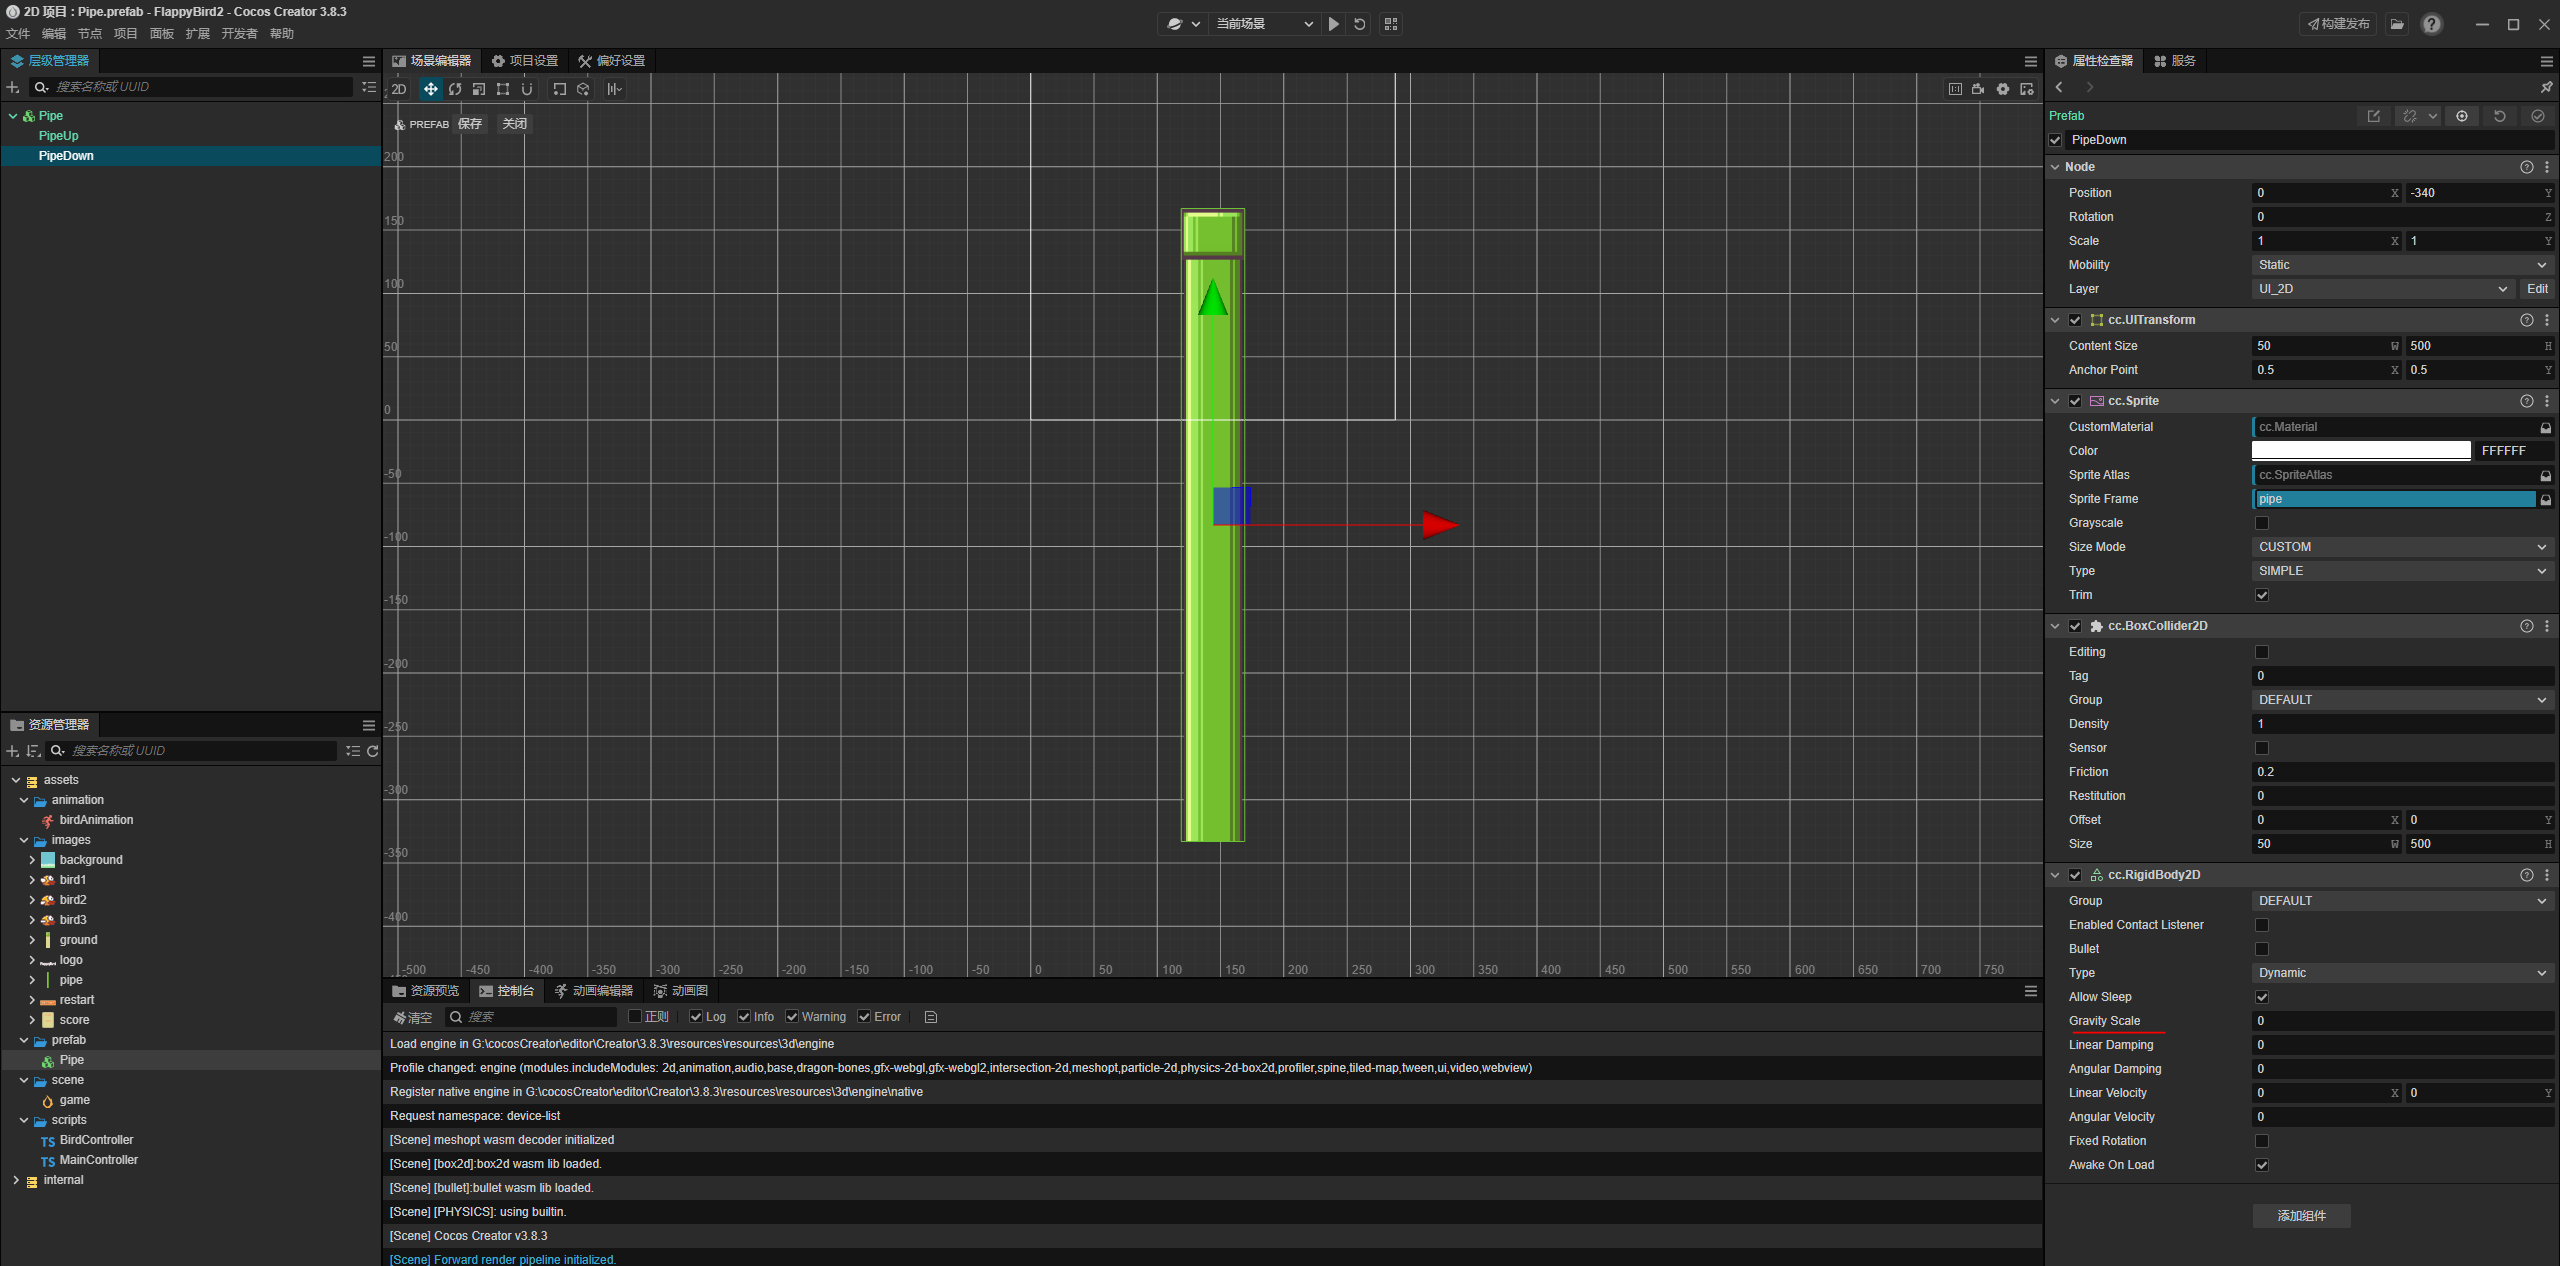 2D 项目 : Pipe.prefab - FlappyBird2 - Cocos Creator 3.8.3
文件 编辑 节点 项目 面板 扩展 开发者 帮助
当前场景
构建发布
层级管理器
搜索名称或 UUID
Pipe
PipeUp
PipeDown
场景编辑器 项目设置 偏好设置
2D
PREFAB 保存 关闭
200
150
100
50
0
-50
-100
-150
-200
-250
-300
-350
-400
-500 -450 -400 -350 -300 -250 -200 -150 -100 -50 0 50 100 150 200 250 300 350 400 450 500 550 600 650 700 750
资源管理器
搜索名称或 UUID
assets
animation
birdAnimation
images
background
bird1
bird2
bird3
ground
logo
pipe
restart
score
prefab
Pipe
scene
game
scripts
TS BirdController
TS MainController
internal
资源预览 控制台 动画编辑器 动画图
清空 搜索 正则 Log Info Warning Error
Load engine in G:\cocosCreator\editor\Creator\3.8.3\resources\resources\3d\engine
Profile changed: engine (modules.includeModules: 2d,animation,audio,base,dragon-bones,gfx-webgl,gfx-webgl2,intersection-2d,meshopt,particle-2d,physics-2d-box2d,profiler,spine,tiled-map,tween,ui,video,webview)
Register native engine in G:\cocosCreator\editor\Creator\3.8.3\resources\resources\3d\engine\native
Request namespace: device-list
[Scene] meshopt wasm decoder initialized
[Scene] [box2d]:box2d wasm lib loaded.
[Scene] [bullet]:bullet wasm lib loaded.
[Scene] [PHYSICS]: using builtin.
[Scene] Cocos Creator v3.8.3
[Scene] Forward render pipeline initialized.
属性检查器 服务
Prefab
PipeDown
Node
Position 0 X -340 Y
Rotation 0 Z
Scale 1 X 1 Y
Mobility Static
Layer UI_2D Edit
cc.UITransform
Content Size 50 W 500 H
Anchor Point 0.5 X 0.5 Y
cc.Sprite
CustomMaterial cc.Material
Color FFFFFF
Sprite Atlas cc.SpriteAtlas
Sprite Frame pipe
Grayscale
Size Mode CUSTOM
Type SIMPLE
Trim
cc.BoxCollider2D
Editing
Tag 0
Group DEFAULT
Density 1
Sensor
Friction 0.2
Restitution 0
Offset 0 X 0 Y
Size 50 W 500 H
cc.RigidBody2D
Group DEFAULT
Enabled Contact Listener
Bullet
Type Dynamic
Allow Sleep
Gravity Scale 0
Linear Damping 0
Angular Damping 0
Linear Velocity 0 X 0 Y
Angular Velocity 0
Fixed Rotation
Awake On Load
添加组件